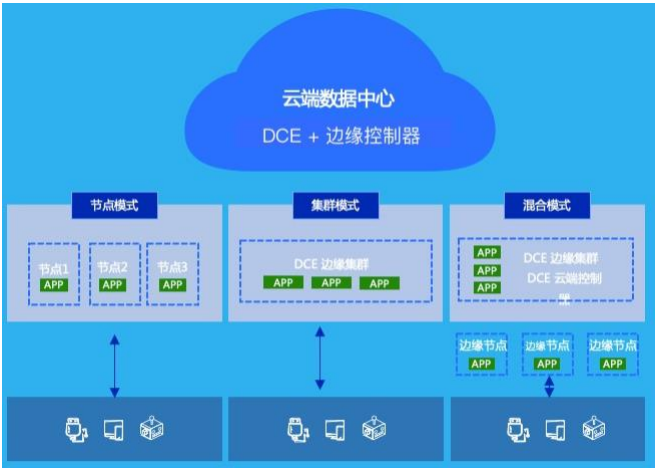 云端数据中心
DCE + 边缘控制器
节点模式
节点1
APP
节点2
APP
节点3
APP
集群模式
DCE 边缘集群
APP APP APP
混合模式
APP
APP
APP
DCE 边缘集群
DCE 云端控制
边缘节点
APP
边缘节点
APP
边缘节点
APP